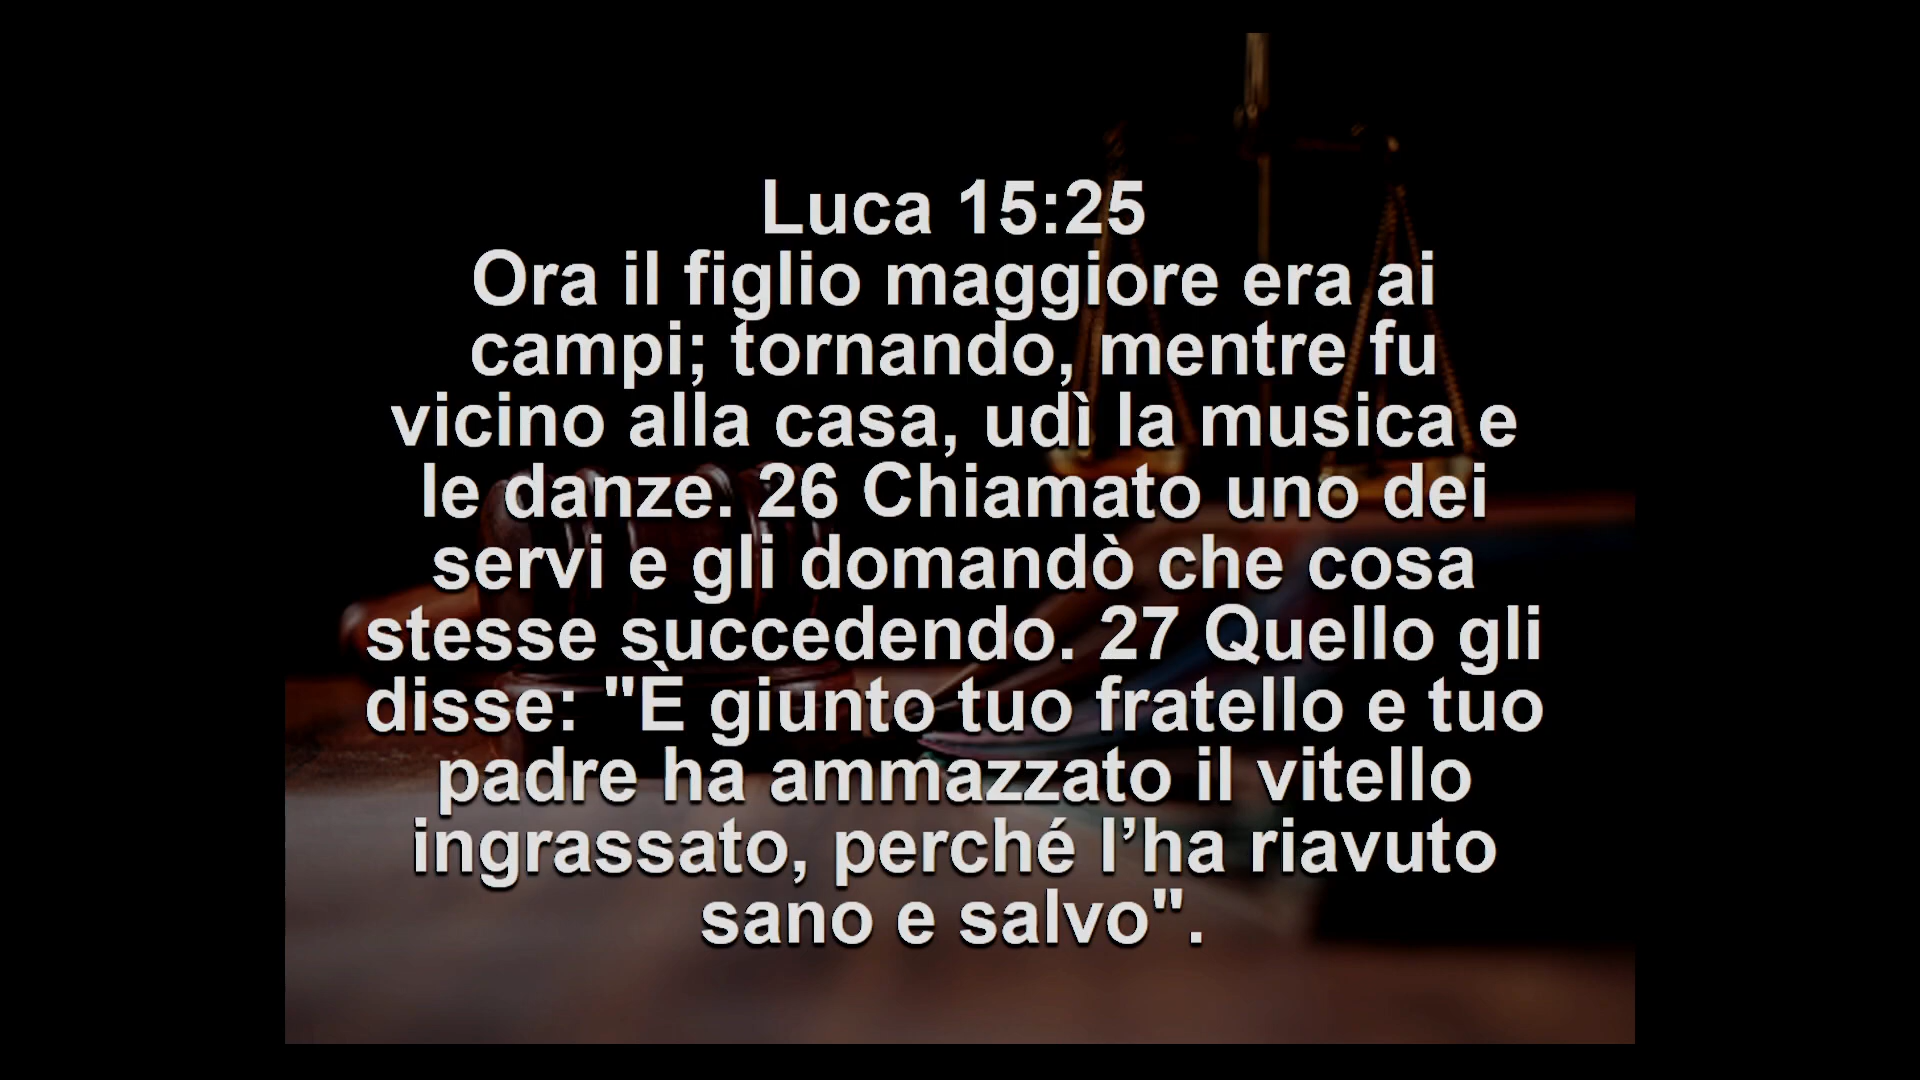 Luca 15:25
Ora il figlio maggiore era ai
campi; tornando, mentre fu
vicino alla casa, udì la musica e
le danze. 26 Chiamato uno dei
servi e gli domandò che cosa
stesse succedendo. 27 Quello gli
disse: "È giunto tuo fratello e tuo
padre ha ammazzato il vitello
ingrassato, perché l’ha riavuto
sano e salvo".